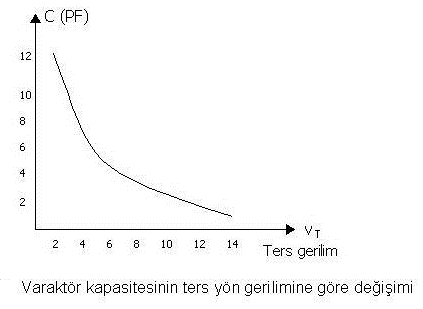 C (PF)
12
10
8
6
4
2
2 4 6 8 10 12 14
VT
Ters gerilim
Varaktör kapasitesinin ters yön gerilimine göre değişimi